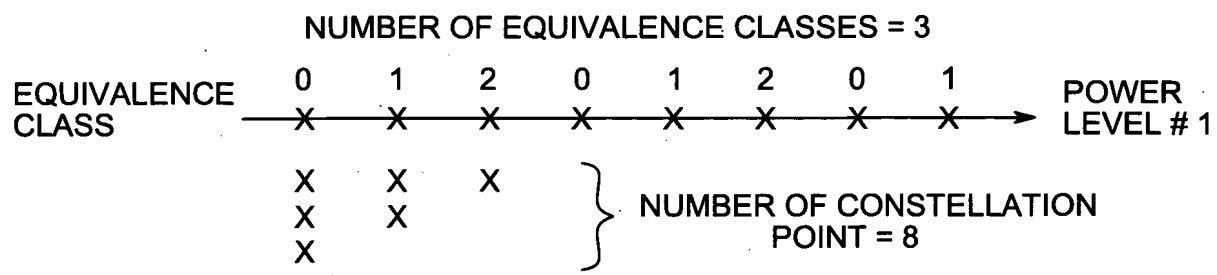 NUMBER OF EQUIVALENCE CLASSES = 3
0 1 2 0 1 2 0 1
EQUIVALENCE
CLASS
X X X X X X X X
POWER
LEVEL # 1
X X X
X X
X
NUMBER OF CONSTELLATION
POINT = 8